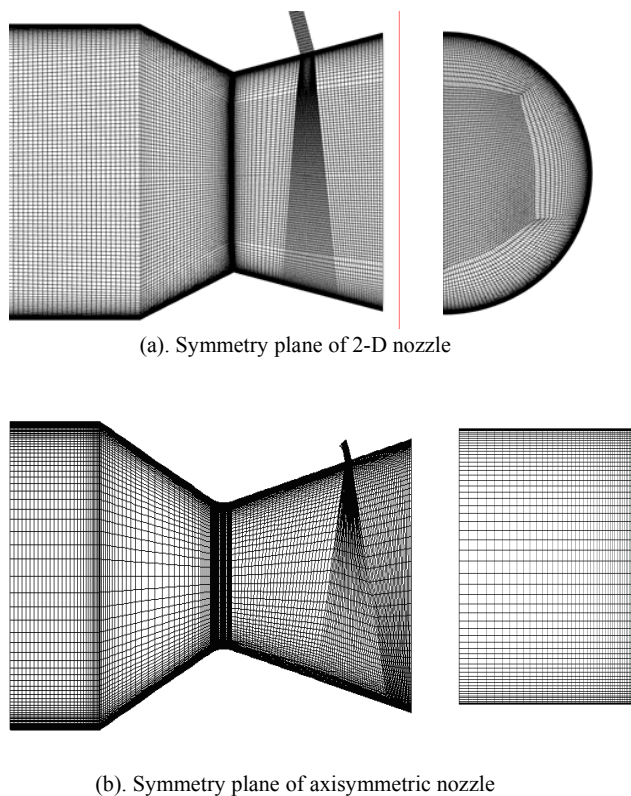 (a). Symmetry plane of 2-D nozzle
(b). Symmetry plane of axisymmetric nozzle